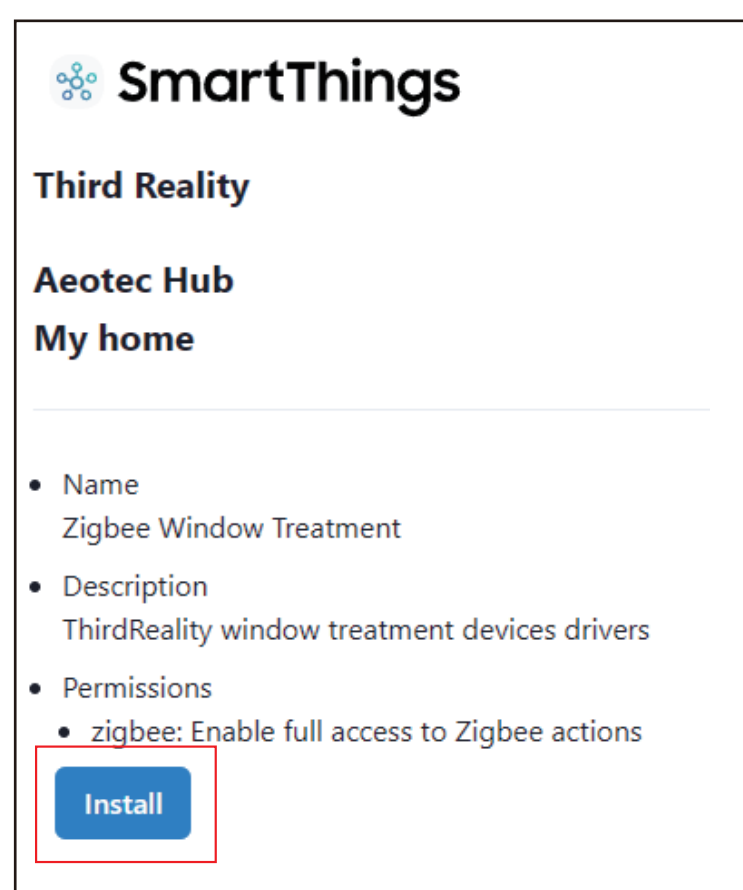 SmartThings
Third Reality
Aeotec Hub
My home
Name
Zigbee Window Treatment
Description
ThirdReality window treatment devices drivers
Permissions
zigbee: Enable full access to Zigbee actions
Install